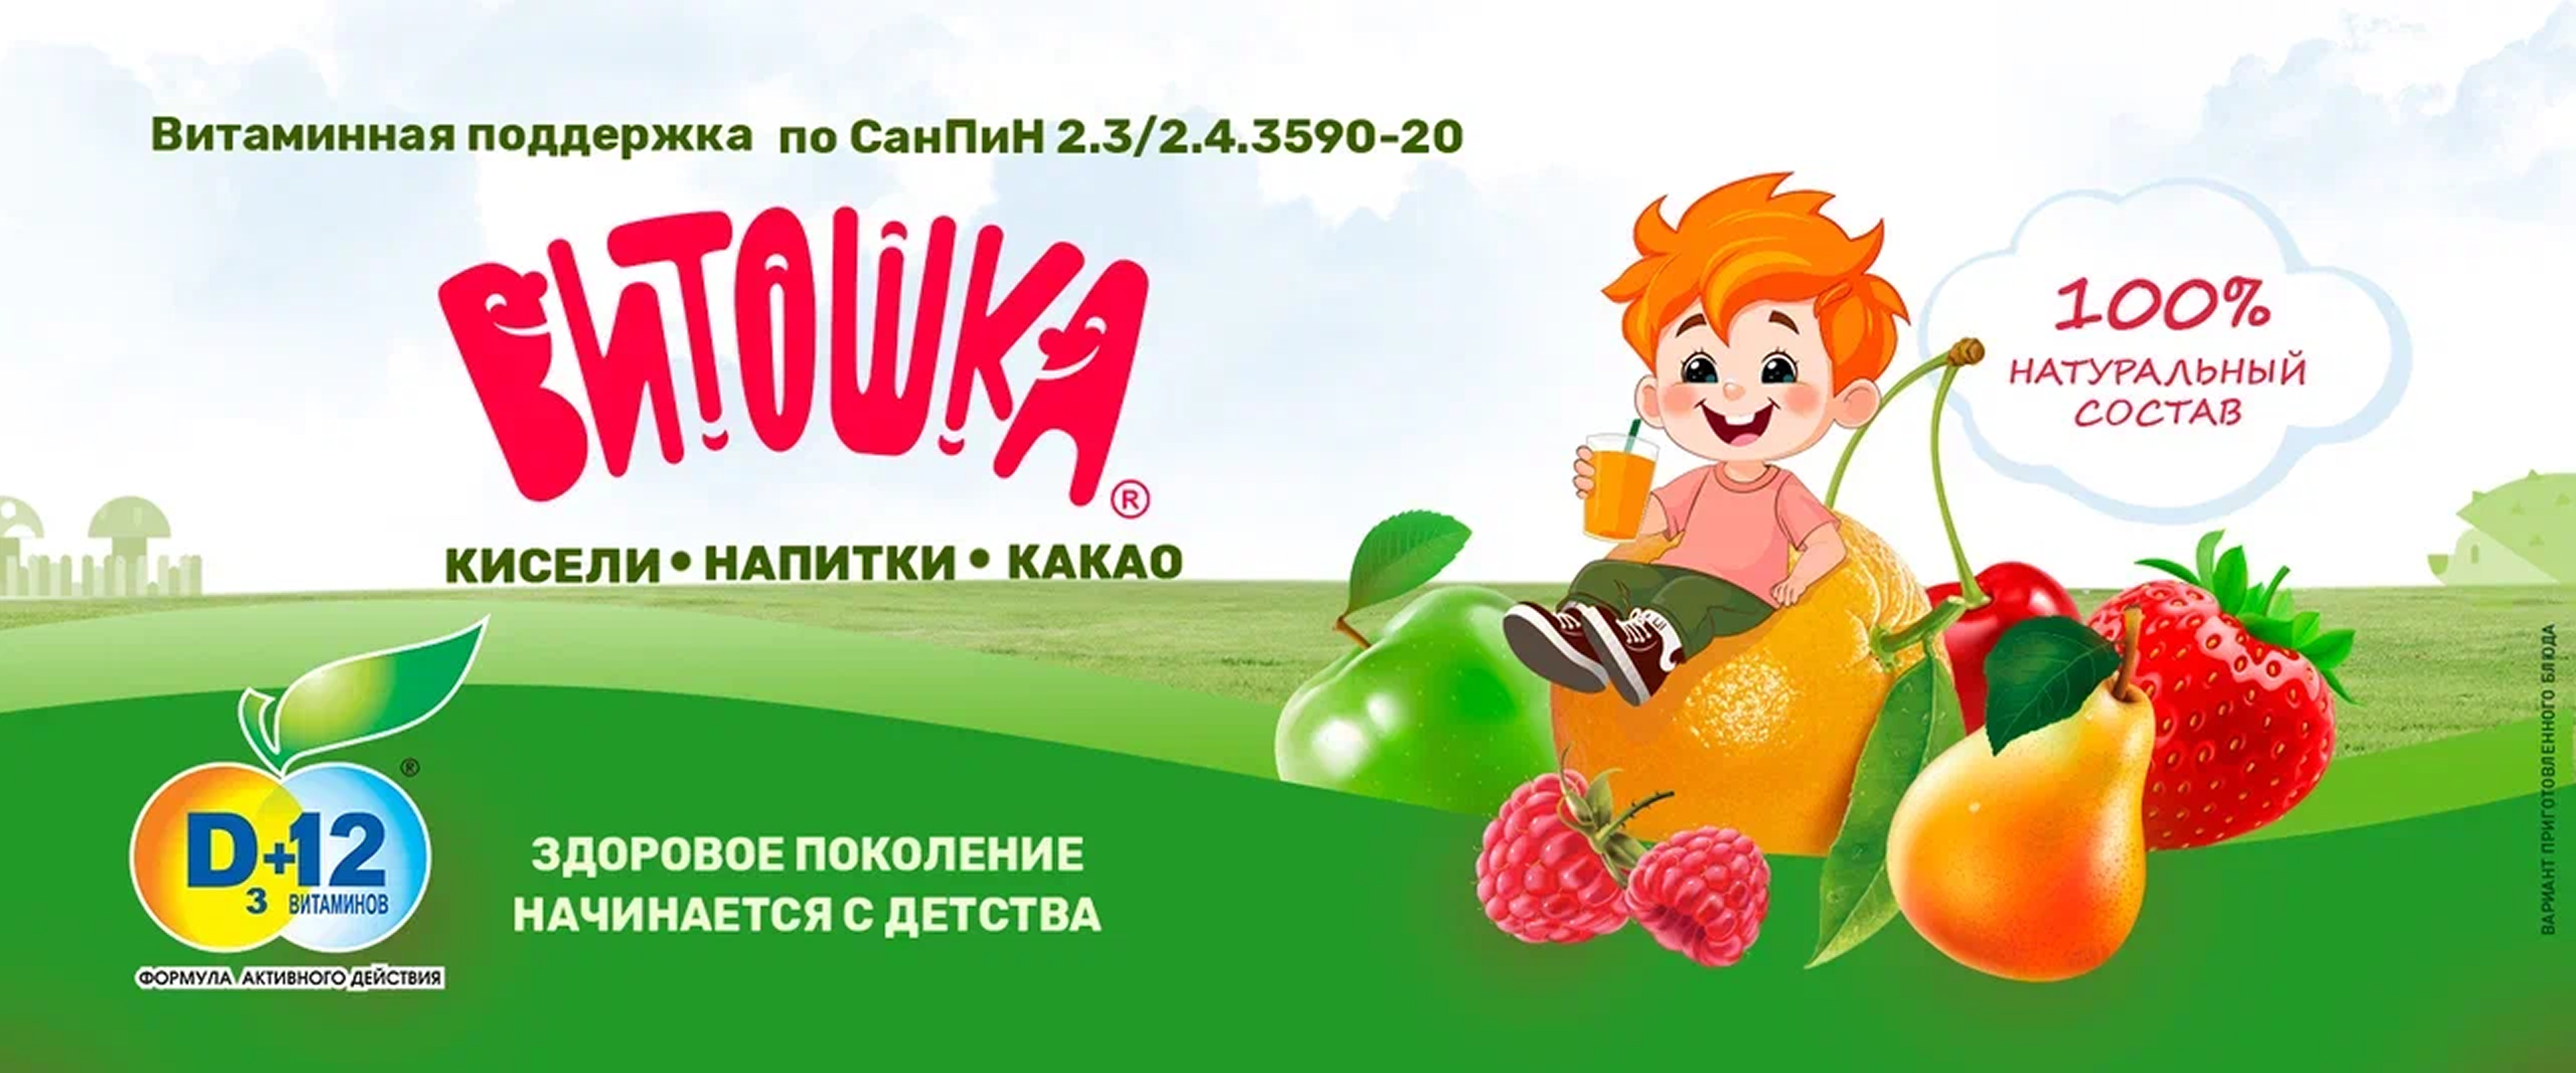 Витаминная поддержка по СанПиН 2.3/2.4.3590-20
ВИТОШКА ®
КИСЕЛИ • НАПИТКИ • КАКАО
100%
НАТУРАЛЬНЫЙ
СОСТАВ
®
D3+12
ВИТАМИНОВ
ФОРМУЛА АКТИВНОГО ДЕЙСТВИЯ
ЗДОРОВОЕ ПОКОЛЕНИЕ
НАЧИНАЕТСЯ С ДЕТСТВА
ВАРИАНТ ПРИГОТОВЛЕННОГО БЛЮДА